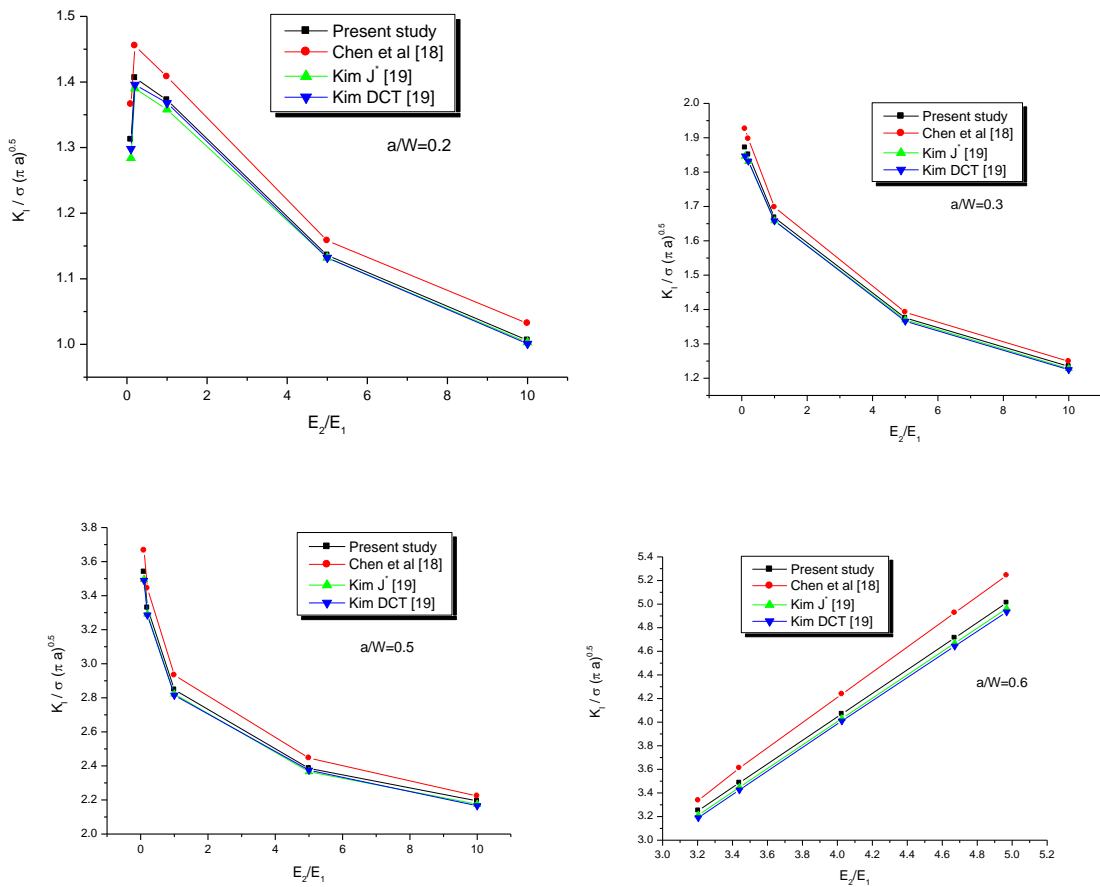 Present study
Chen et al [18]
Kim J* [19]
Kim DCT [19]
a/W=0.2
1.5
1.4
1.3
1.2
1.1
1.0
K_I / σ (π a)^0.5
0 2 4 6 8 10
E_2/E_1
Present study
Chen et al [18]
Kim J* [19]
Kim DCT [19]
a/W=0.3
2.0
1.9
1.8
1.7
1.6
1.5
1.4
1.3
1.2
K_I / σ (π a)^0.5
0 2 4 6 8 10
E_2/E_1
Present study
Chen et al [18]
Kim J* [19]
Kim DCT [19]
a/W=0.5
3.8
3.6
3.4
3.2
3.0
2.8
2.6
2.4
2.2
2.0
K_I / σ (π a)^0.5
0 2 4 6 8 10
E_2/E_1
Present study
Chen et al [18]
Kim J* [19]
Kim DCT [19]
a/W=0.6
5.4
5.2
5.0
4.8
4.6
4.4
4.2
4.0
3.8
3.6
3.4
3.2
3.0
K_I / σ (π a)^0.5
3.0 3.2 3.4 3.6 3.8 4.0 4.2 4.4 4.6 4.8 5.0 5.2
E_2/E_1